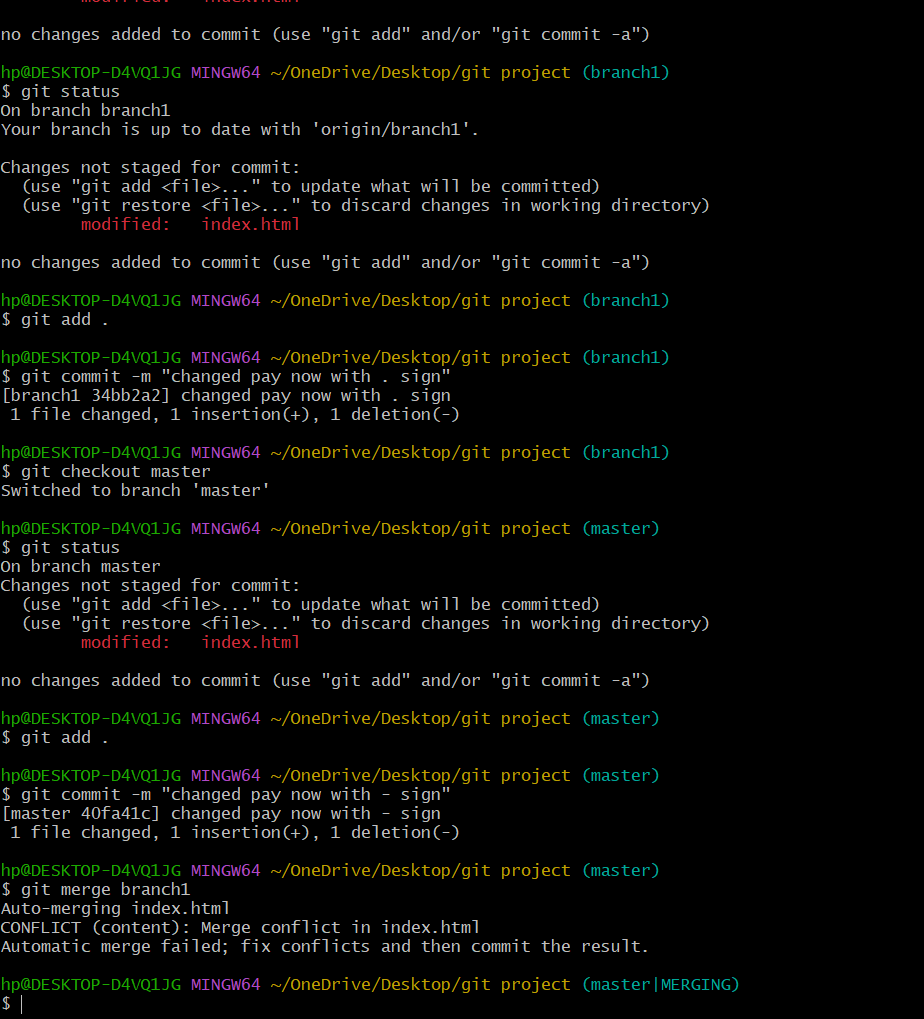 modified:   index.html
no changes added to commit (use "git add" and/or "git commit -a")
hp@DESKTOP-D4VQ1JG MINGW64 ~/OneDrive/Desktop/git project (branch1)
$ git status
On branch branch1
Your branch is up to date with 'origin/branch1'.
Changes not staged for commit:
  (use "git add <file>..." to update what will be committed)
  (use "git restore <file>..." to discard changes in working directory)
        modified:   index.html
no changes added to commit (use "git add" and/or "git commit -a")
hp@DESKTOP-D4VQ1JG MINGW64 ~/OneDrive/Desktop/git project (branch1)
$ git add .
hp@DESKTOP-D4VQ1JG MINGW64 ~/OneDrive/Desktop/git project (branch1)
$ git commit -m "changed pay now with . sign"
[branch1 34bb2a2] changed pay now with . sign
 1 file changed, 1 insertion(+), 1 deletion(-)
hp@DESKTOP-D4VQ1JG MINGW64 ~/OneDrive/Desktop/git project (branch1)
$ git checkout master
Switched to branch 'master'
hp@DESKTOP-D4VQ1JG MINGW64 ~/OneDrive/Desktop/git project (master)
$ git status
On branch master
Changes not staged for commit:
  (use "git add <file>..." to update what will be committed)
  (use "git restore <file>..." to discard changes in working directory)
        modified:   index.html
no changes added to commit (use "git add" and/or "git commit -a")
hp@DESKTOP-D4VQ1JG MINGW64 ~/OneDrive/Desktop/git project (master)
$ git add .
hp@DESKTOP-D4VQ1JG MINGW64 ~/OneDrive/Desktop/git project (master)
$ git commit -m "changed pay now with - sign"
[master 40fa41c] changed pay now with - sign
 1 file changed, 1 insertion(+), 1 deletion(-)
hp@DESKTOP-D4VQ1JG MINGW64 ~/OneDrive/Desktop/git project (master)
$ git merge branch1
Auto-merging index.html
CONFLICT (content): Merge conflict in index.html
Automatic merge failed; fix conflicts and then commit the result.
hp@DESKTOP-D4VQ1JG MINGW64 ~/OneDrive/Desktop/git project (master|MERGING)
$